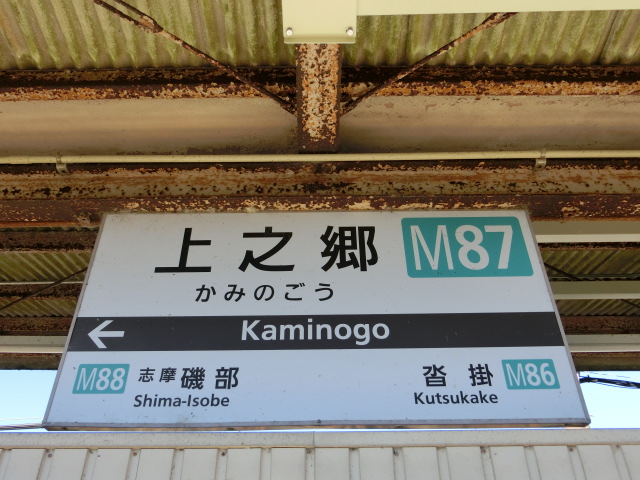 上之郷 M87
かみのごう
← Kaminogo
M88 志摩磯部 沓掛 M86
Shima-Isobe Kutsukake